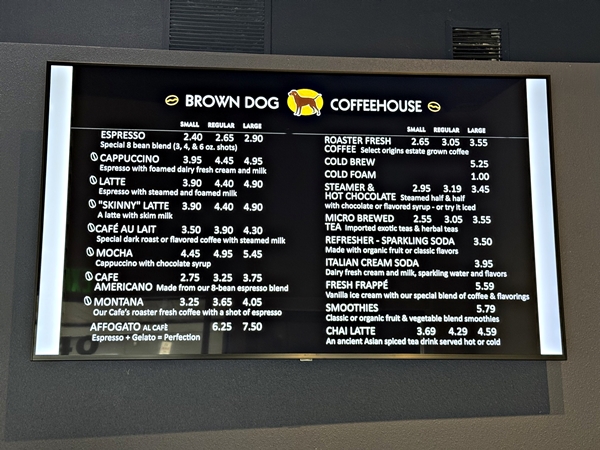 BROWN DOG COFFEEHOUSE
SMALL REGULAR LARGE
ESPRESSO 2.40 2.65 2.90
Special 8 bean blend (3, 4, & 6 oz. shots)
CAPPUCCINO 3.95 4.45 4.95
Espresso with foamed dairy fresh cream and milk
LATTE 3.90 4.40 4.90
Espresso with steamed and foamed milk
"SKINNY" LATTE 3.90 4.40 4.90
A latte with skim milk
CAFÉ AU LAIT 3.50 3.90 4.30
Special dark roast or flavored coffee with steamed milk
MOCHA 4.45 4.95 5.45
Cappuccino with chocolate syrup
CAFE 2.75 3.25 3.75
AMERICANO Made from our 8-bean espresso blend
MONTANA 3.25 3.65 4.05
Our Cafe's roaster fresh coffee with a shot of espresso
AFFOGATO AL CAFÈ 6.25 7.50
Espresso + Gelato = Perfection
SMALL REGULAR LARGE
ROASTER FRESH 2.65 3.05 3.55
COFFEE Select origins estate grown coffee
COLD BREW 5.25
COLD FOAM 1.00
STEAMER & 2.95 3.19 3.45
HOT CHOCOLATE Steamed half & half
with chocolate or flavored syrup - or try it iced
MICRO BREWED 2.55 3.05 3.55
TEA Imported exotic teas & herbal teas
REFRESHER - SPARKLING SODA 3.50
Made with organic fruit or classic flavors
ITALIAN CREAM SODA 3.95
Dairy fresh cream and milk, sparkling water and flavors
FRESH FRAPPÉ 5.59
Vanilla ice cream with our special blend of coffee & flavorings
SMOOTHIES 5.79
Classic or organic fruit & vegetable blend smoothies
CHAI LATTE 3.69 4.29 4.59
An ancient Asian spiced tea drink served hot or cold